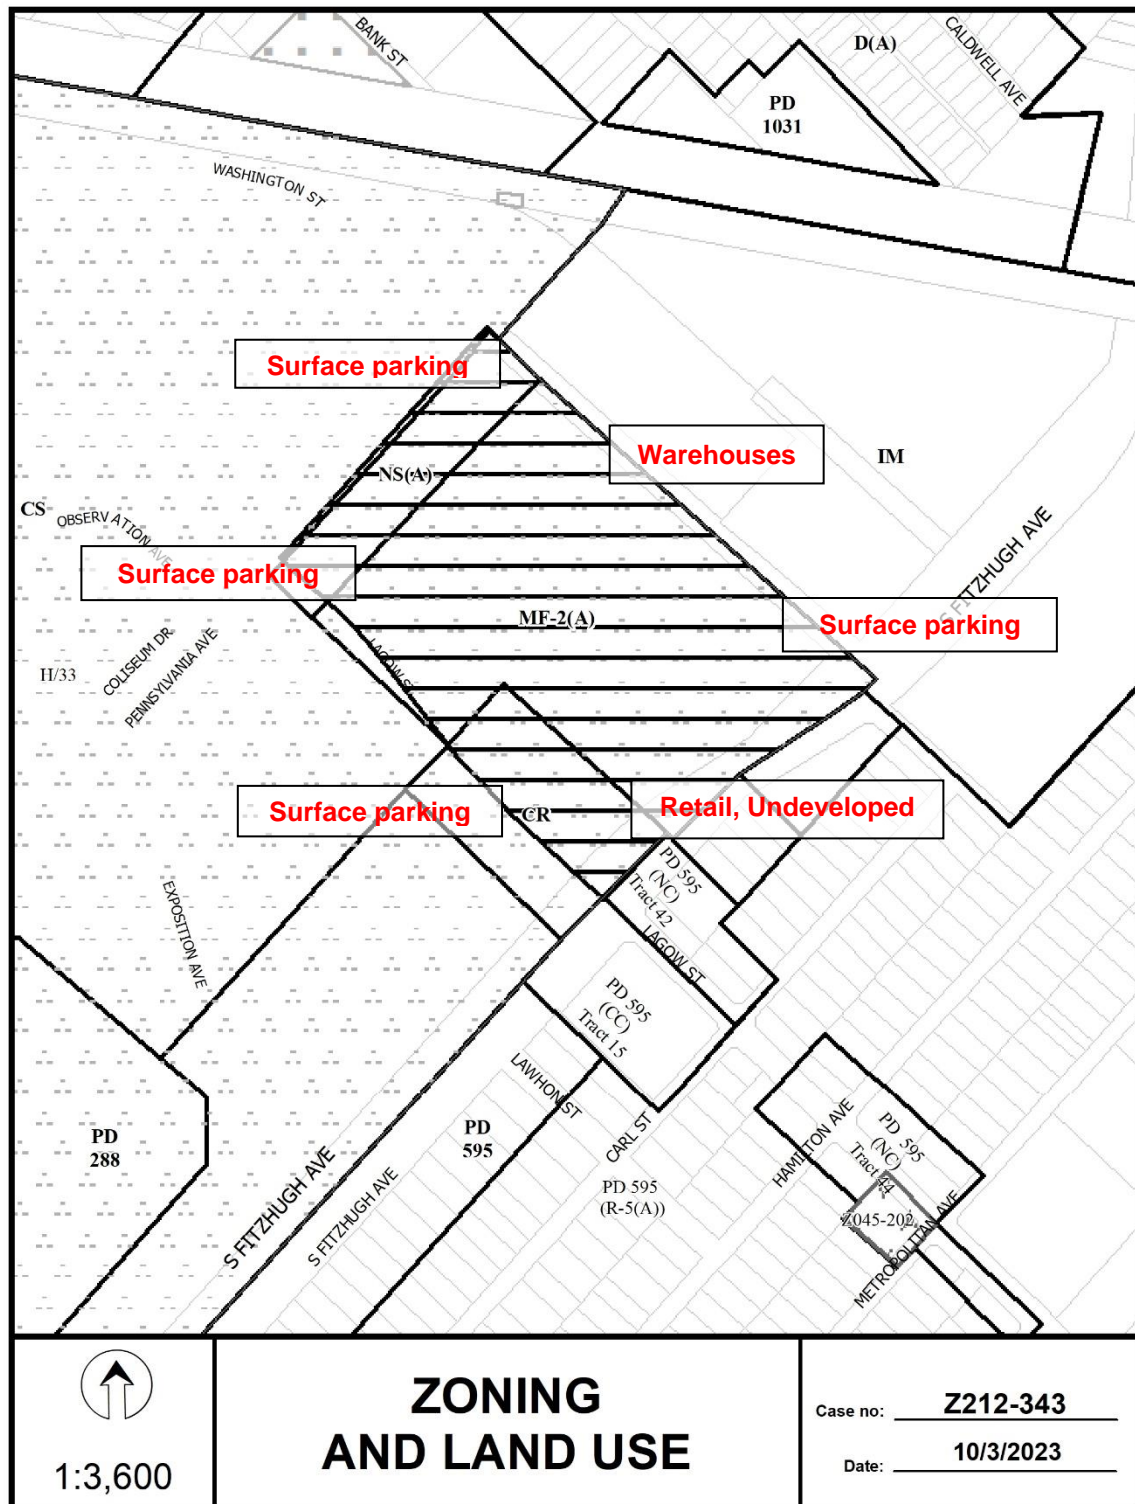 BANK ST
D(A)
CALDWELL AVE
PD
1031
WASHINGTON ST
Surface parking
Warehouses
IM
NS(A)
CS
OBSERVATION AVE
Surface parking
S FITZHUGH AVE
MF-2(A)
Surface parking
COLISEUM DR
PENNSYLVANIA AVE
H/33
LAGOW ST
Surface parking
CR
Retail, Undeveloped
PD 595
(NC)
Tract 42
LAGOW ST
EXPOSITION AVE
PD 595
(CC)
Tract 15
LAWHON ST
CARL ST
PD
288
PD
595
HAMILTON AVE
PD 595
(NC)
Tract 44
PD 595
(R-5(A))
Z045-202
METROPOLITAN AVE
S FITZHUGH AVE
S FITZHUGH AVE
1:3,600
ZONING
AND LAND USE
Case no: Z212-343
Date: 10/3/2023